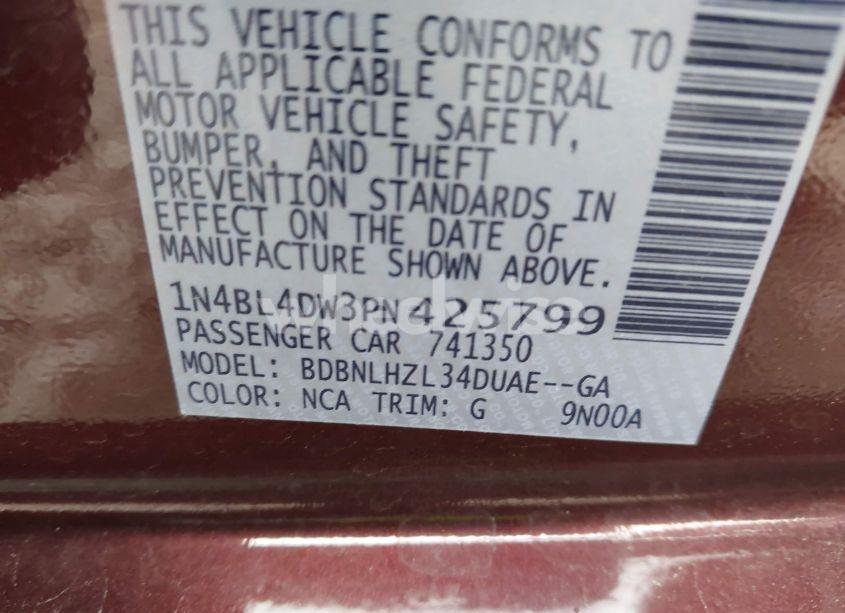 THIS VEHICLE CONFORMS TO
ALL APPLICABLE FEDERAL
MOTOR VEHICLE SAFETY,
BUMPER, AND THEFT
PREVENTION STANDARDS IN
EFFECT ON THE DATE OF
MANUFACTURE SHOWN ABOVE.
1N4BL4DW3PN425799
PASSENGER CAR 741350
MODEL: BDBNLHZL34DUAE--GA
COLOR: NCA TRIM: G 9N00A